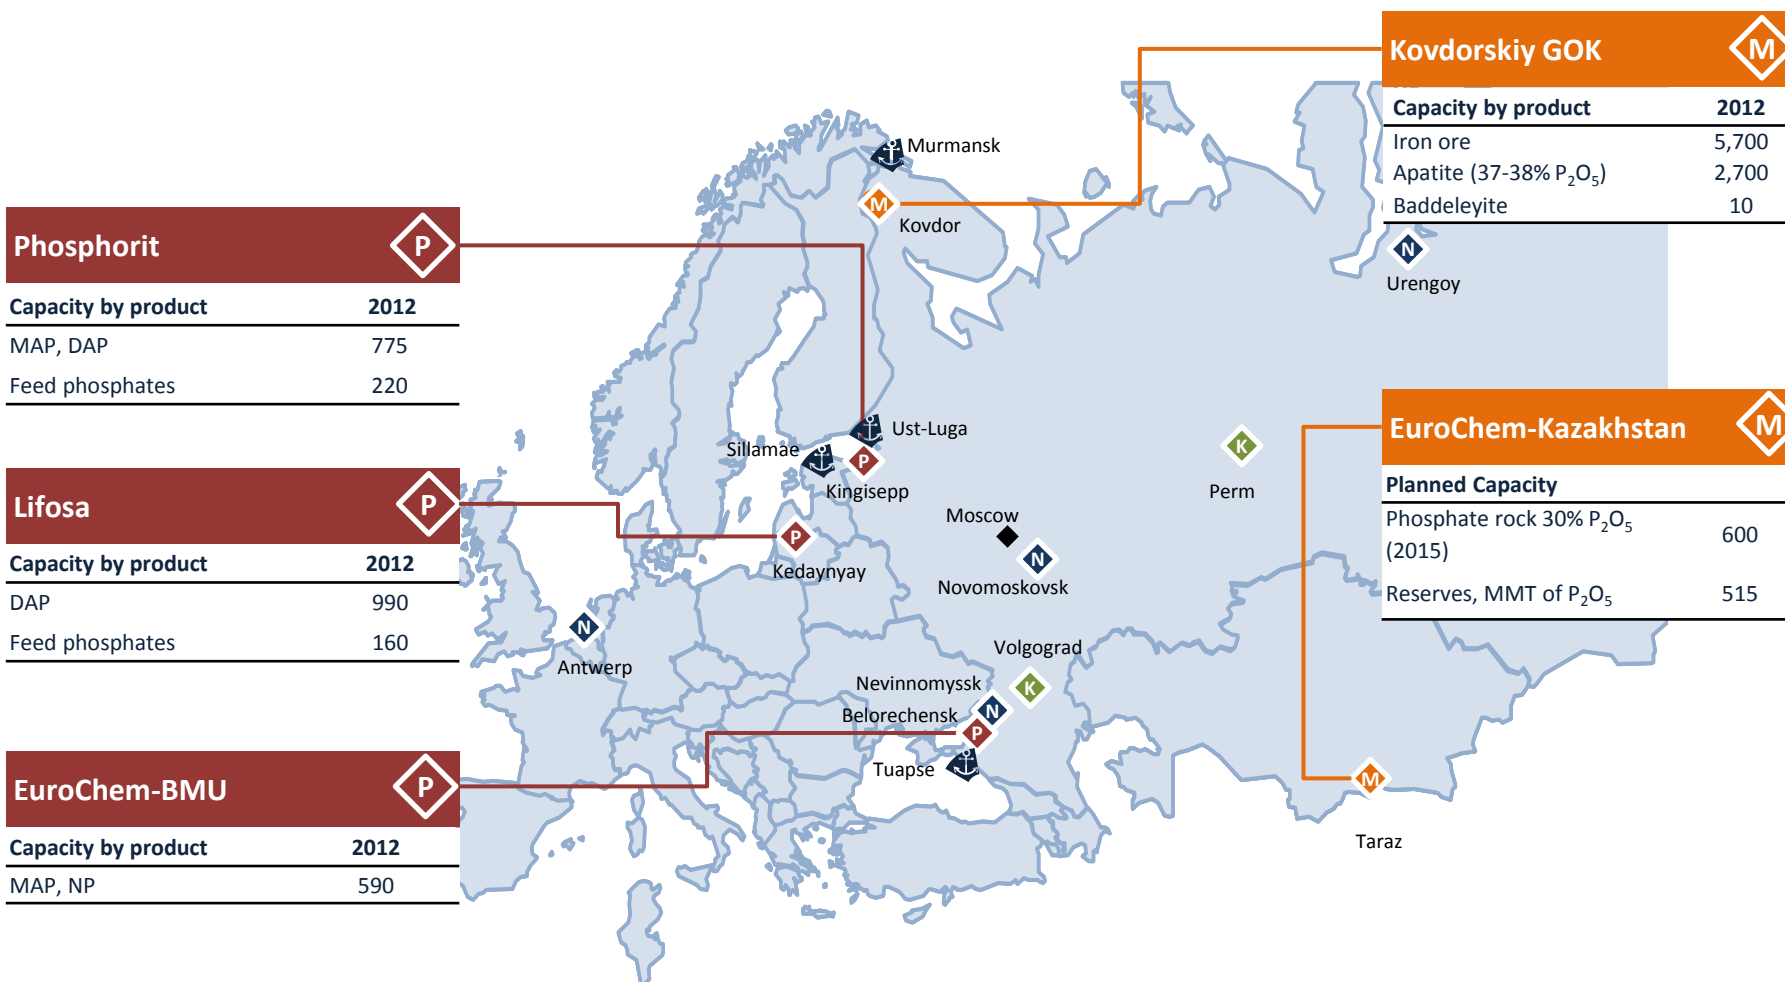 Kovdorskiy GOK M
Capacity by product 2012
Iron ore 5,700
Apatite (37-38% P₂O₅) 2,700
Baddeleyite 10
Murmansk
M
Kovdor
Phosphorit P
Capacity by product 2012
MAP, DAP 775
Feed phosphates 220
N
Urengoy
EuroChem-Kazakhstan M
Planned Capacity
Phosphate rock 30% P₂O₅
(2015) 600
Reserves, MMT of P₂O₅ 515
Ust-Luga
Sillamae
P
Kingisepp
K
Perm
Lifosa P
Capacity by product 2012
DAP 990
Feed phosphates 160
Moscow
P
Kedaynyay
N
Novomoskovsk
N
Antwerp
Volgograd
K
Nevinnomyssk
N
Belorechensk
P
Tuapse
EuroChem-BMU P
Capacity by product 2012
MAP, NP 590
M
Taraz